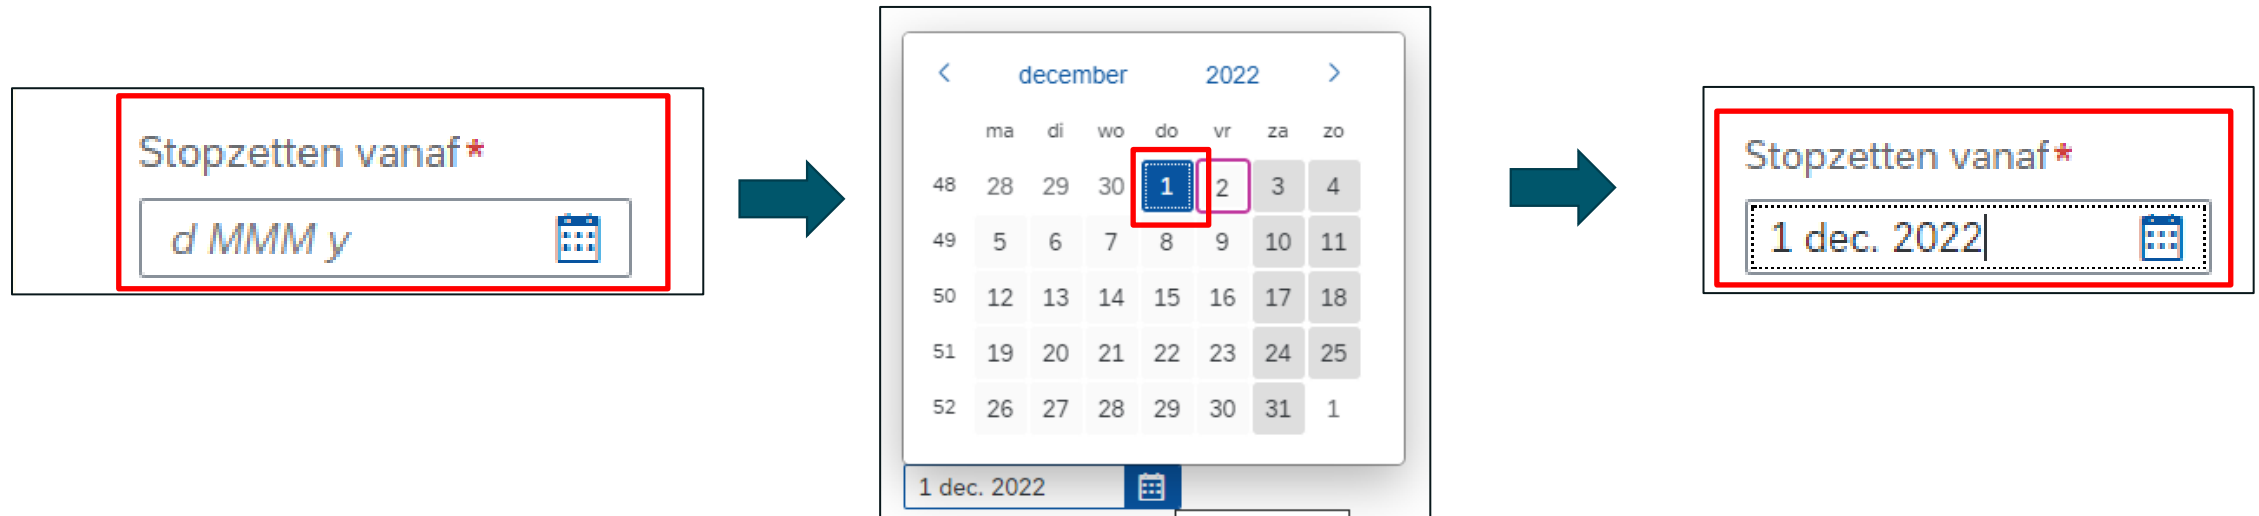 Stopzetten vanaf*
d MMM y
december 2022
ma di wo do vr za zo
48 28 29 30 1 2 3 4
49 5 6 7 8 9 10 11
50 12 13 14 15 16 17 18
51 19 20 21 22 23 24 25
52 26 27 28 29 30 31 1
1 dec. 2022
Stopzetten vanaf*
1 dec. 2022